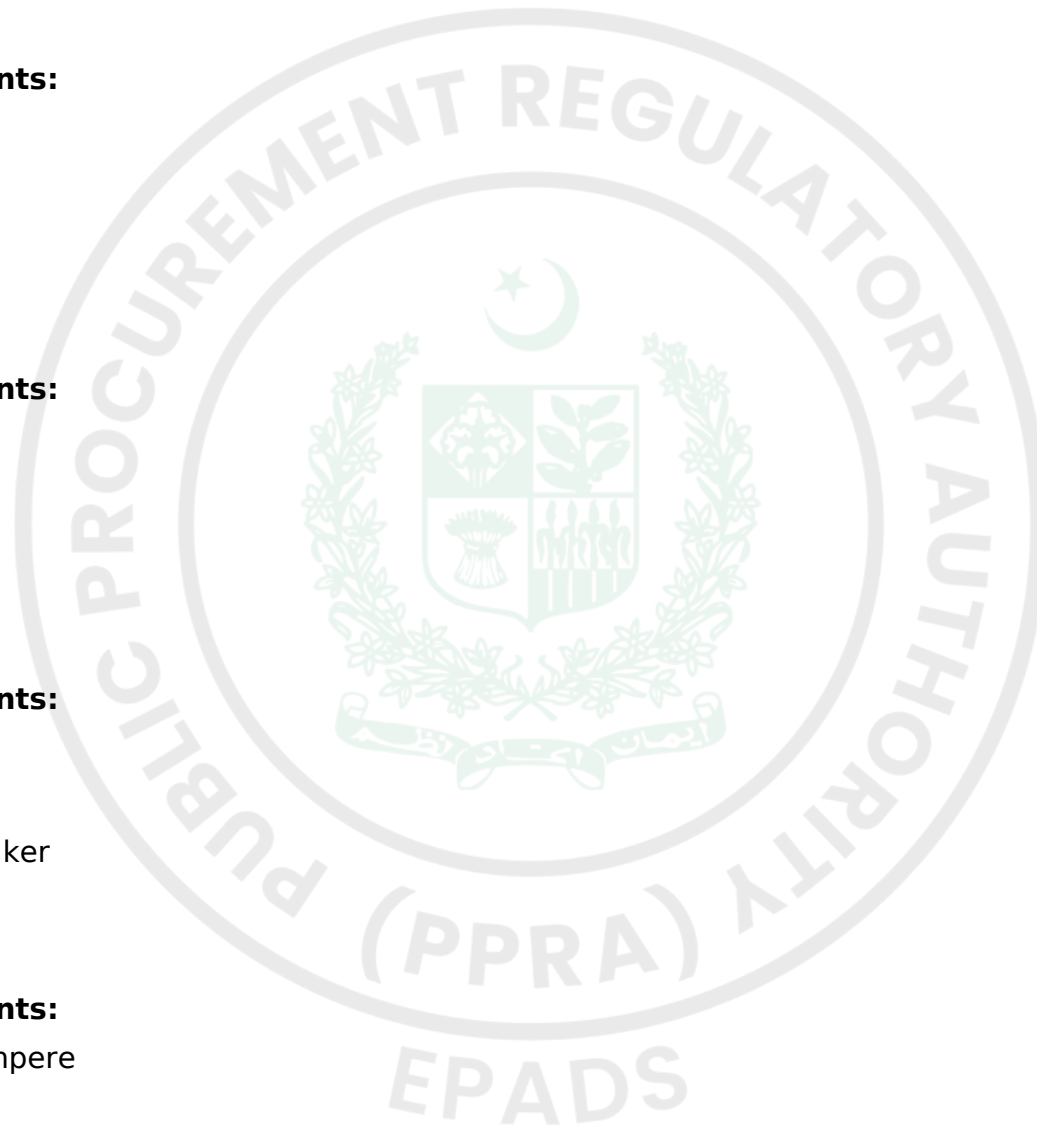 nts:
nts:
nts:
ker
nts:
npere
PUBLIC PROCUREMENT REGULATORY AUTHORITY
(PPRA)
EPADS